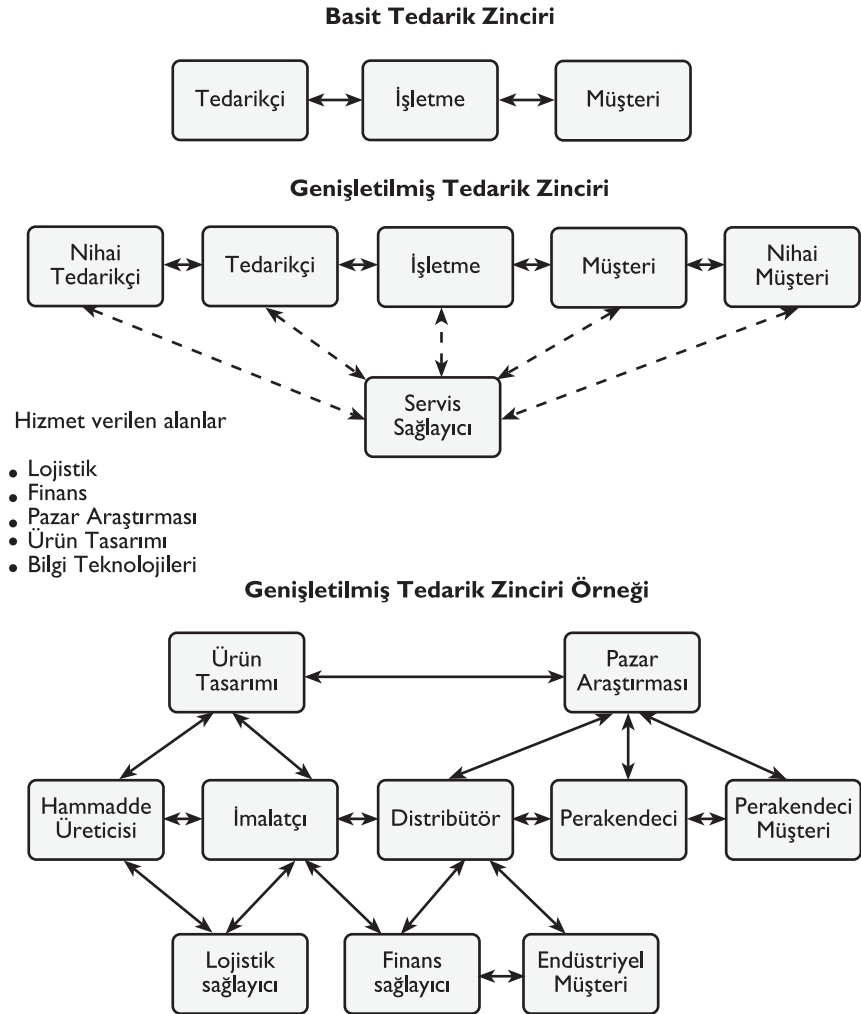 Basit Tedarik Zinciri
Tedarikçi
İşletme
Müşteri
Genişletilmiş Tedarik Zinciri
Nihai
Tedarikçi
Tedarikçi
İşletme
Müşteri
Nihai
Müşteri
Servis
Sağlayıcı
Hizmet verilen alanlar
• Lojistik
• Finans
• Pazar Araştırması
• Ürün Tasarımı
• Bilgi Teknolojileri
Genişletilmiş Tedarik Zinciri Örneği
Ürün
Tasarımı
Pazar
Araştırması
Hammadde
Üreticisi
İmalatçı
Distribütör
Perakendeci
Perakendeci
Müşteri
Lojistik
sağlayıcı
Finans
sağlayıcı
Endüstriyel
Müşteri